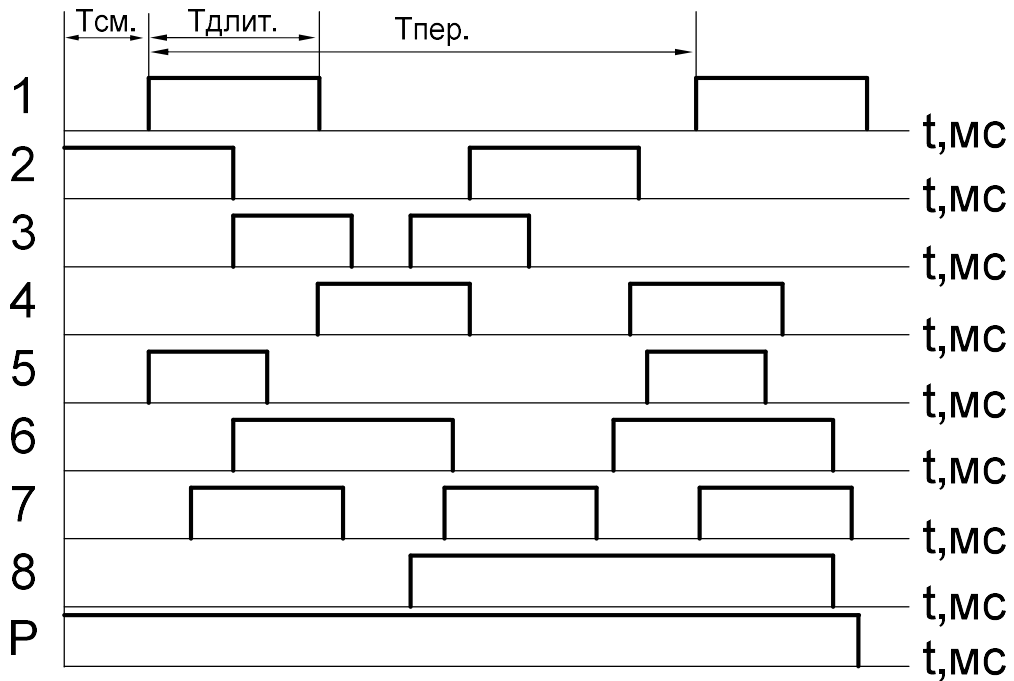 Тсм. Тдлит. Тпер.
1 t,мс
2 t,мс
3 t,мс
4 t,мс
5 t,мс
6 t,мс
7 t,мс
8 t,мс
Р t,мс